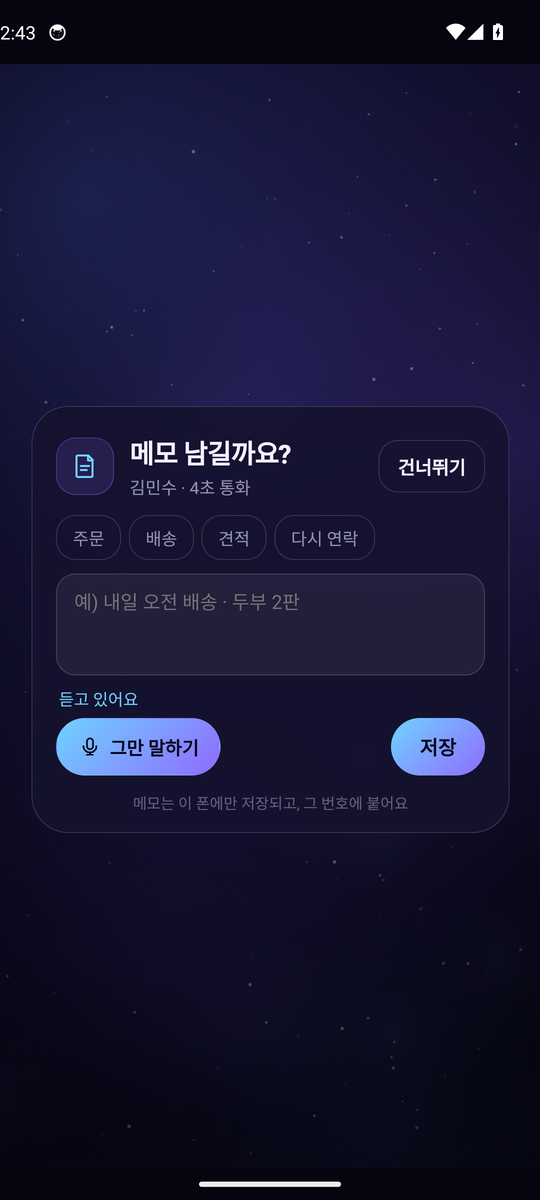 2:43
메모 남길까요?
김민수 · 4초 통화
건너뛰기
주문
배송
견적
다시 연락
예) 내일 오전 배송 · 두부 2판
듣고 있어요
그만 말하기
저장
메모는 이 폰에만 저장되고, 그 번호에 붙어요